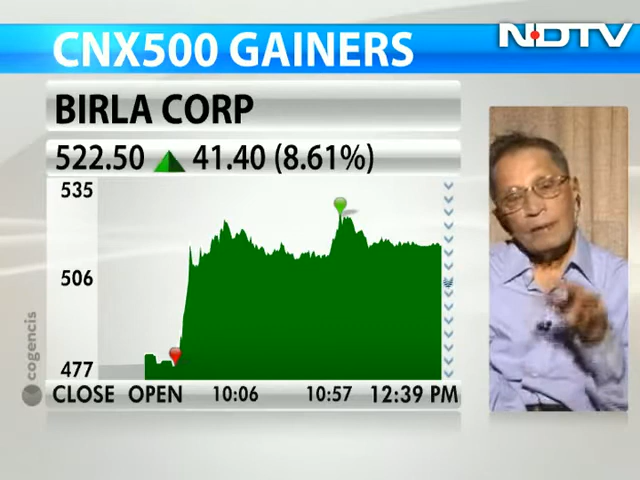 CNX500 GAINERS
NDTV
BIRLA CORP
522.50 41.40 (8.61%)
535
506
477
CLOSE OPEN 10:06 10:57 12:39 PM
cogencis